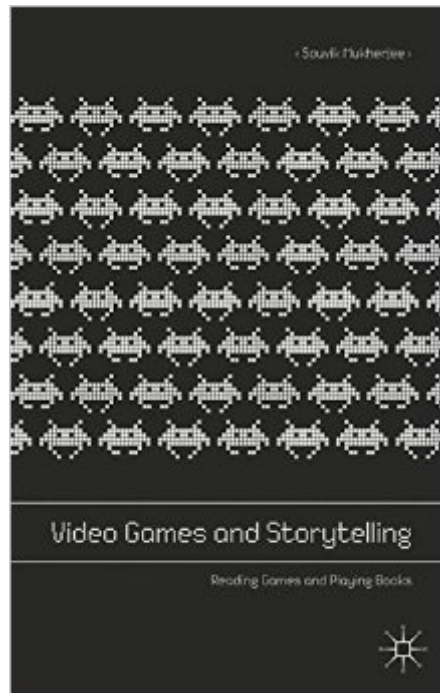 ‹ Souvik Mukherjee ›
Video Games and Storytelling
Reading Games and Playing Books